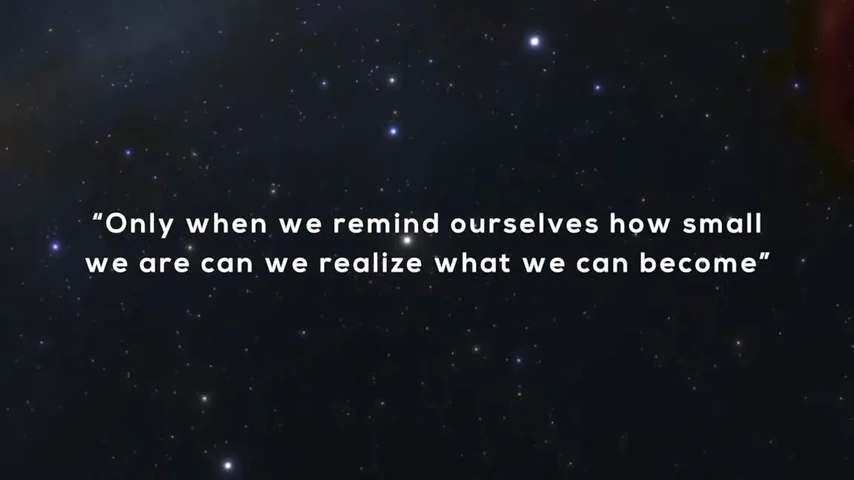 “Only when we remind ourselves how small
we are can we realize what we can become”